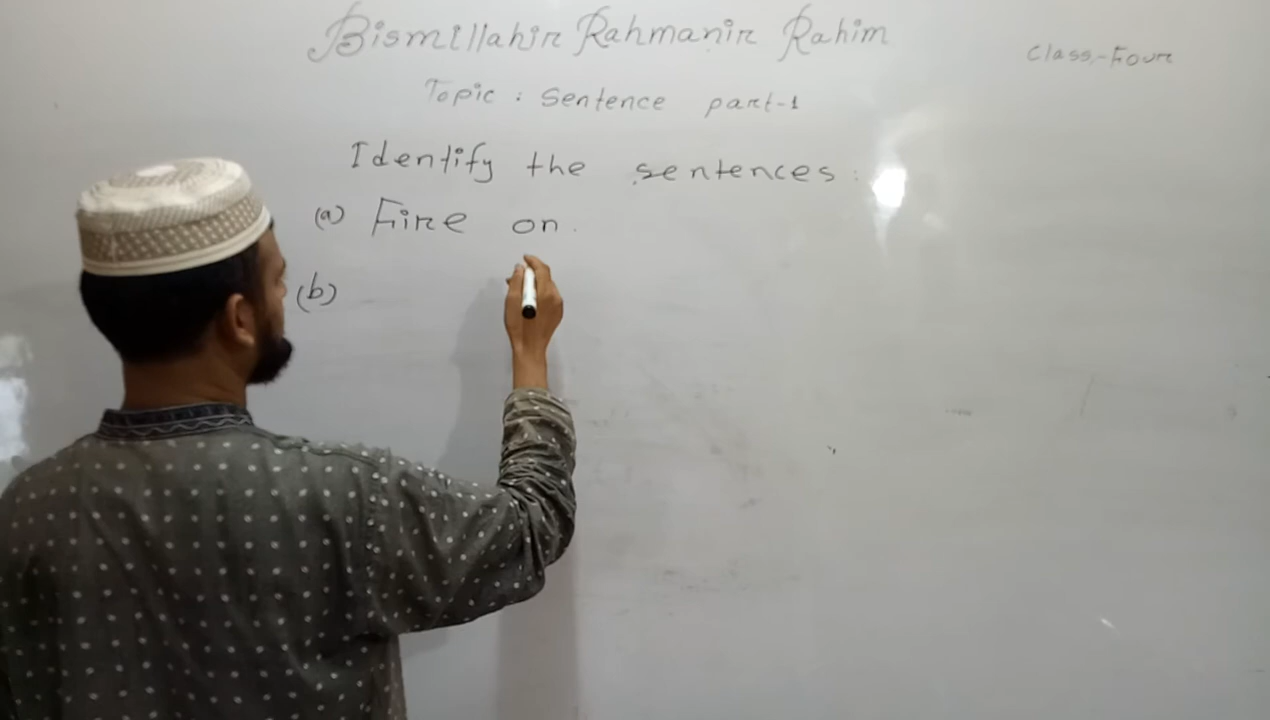 Bismillahir Rahmanir Rahim
Class-Four
Topic : Sentence part-1
Identify the sentences :
(a) Fire on.
(b)